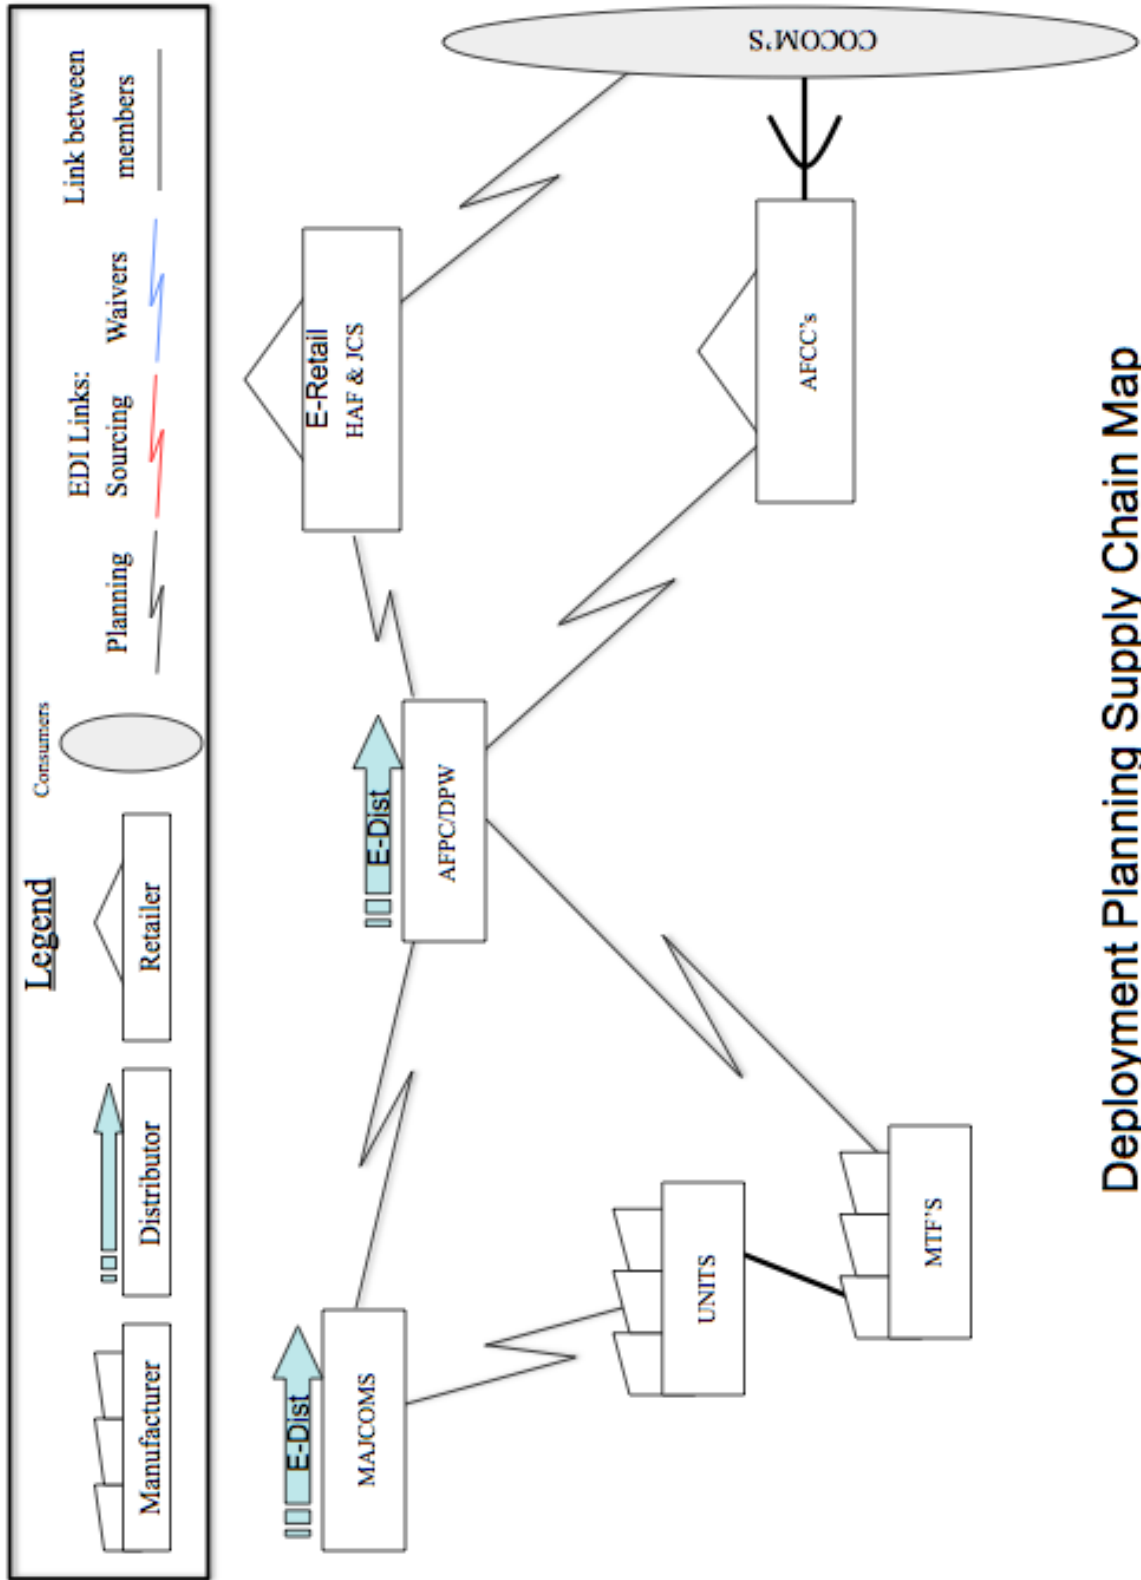 Legend
Manufacturer
Distributor
Retailer
Consumers
EDI Links:
Planning
Sourcing
Waivers
Link between
members
E-Dist
MAJCOMS
E-Dist
AFPC/DPW
E-Retail
HAF & JCS
UNITS
MTF'S
AFCC's
COCOM'S
Deployment Planning Supply Chain Map